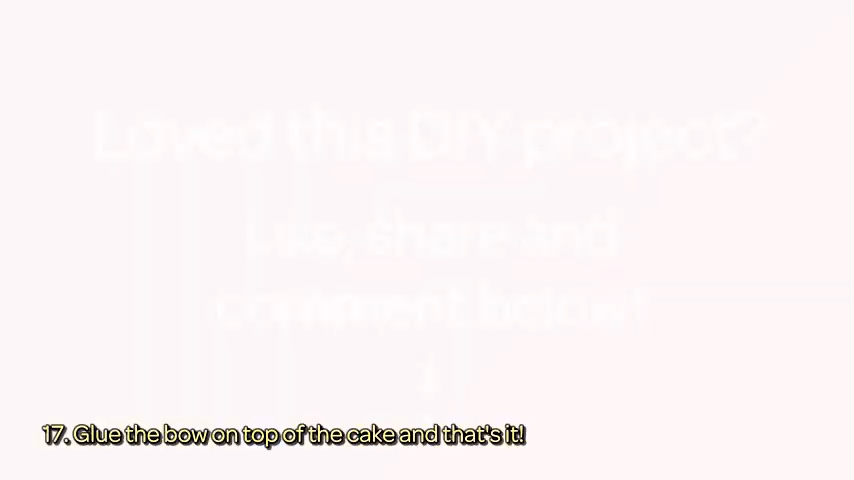 Loved this DIY project?
Like, share and
comment below!
17. Glue the bow on top of the cake and that's it!